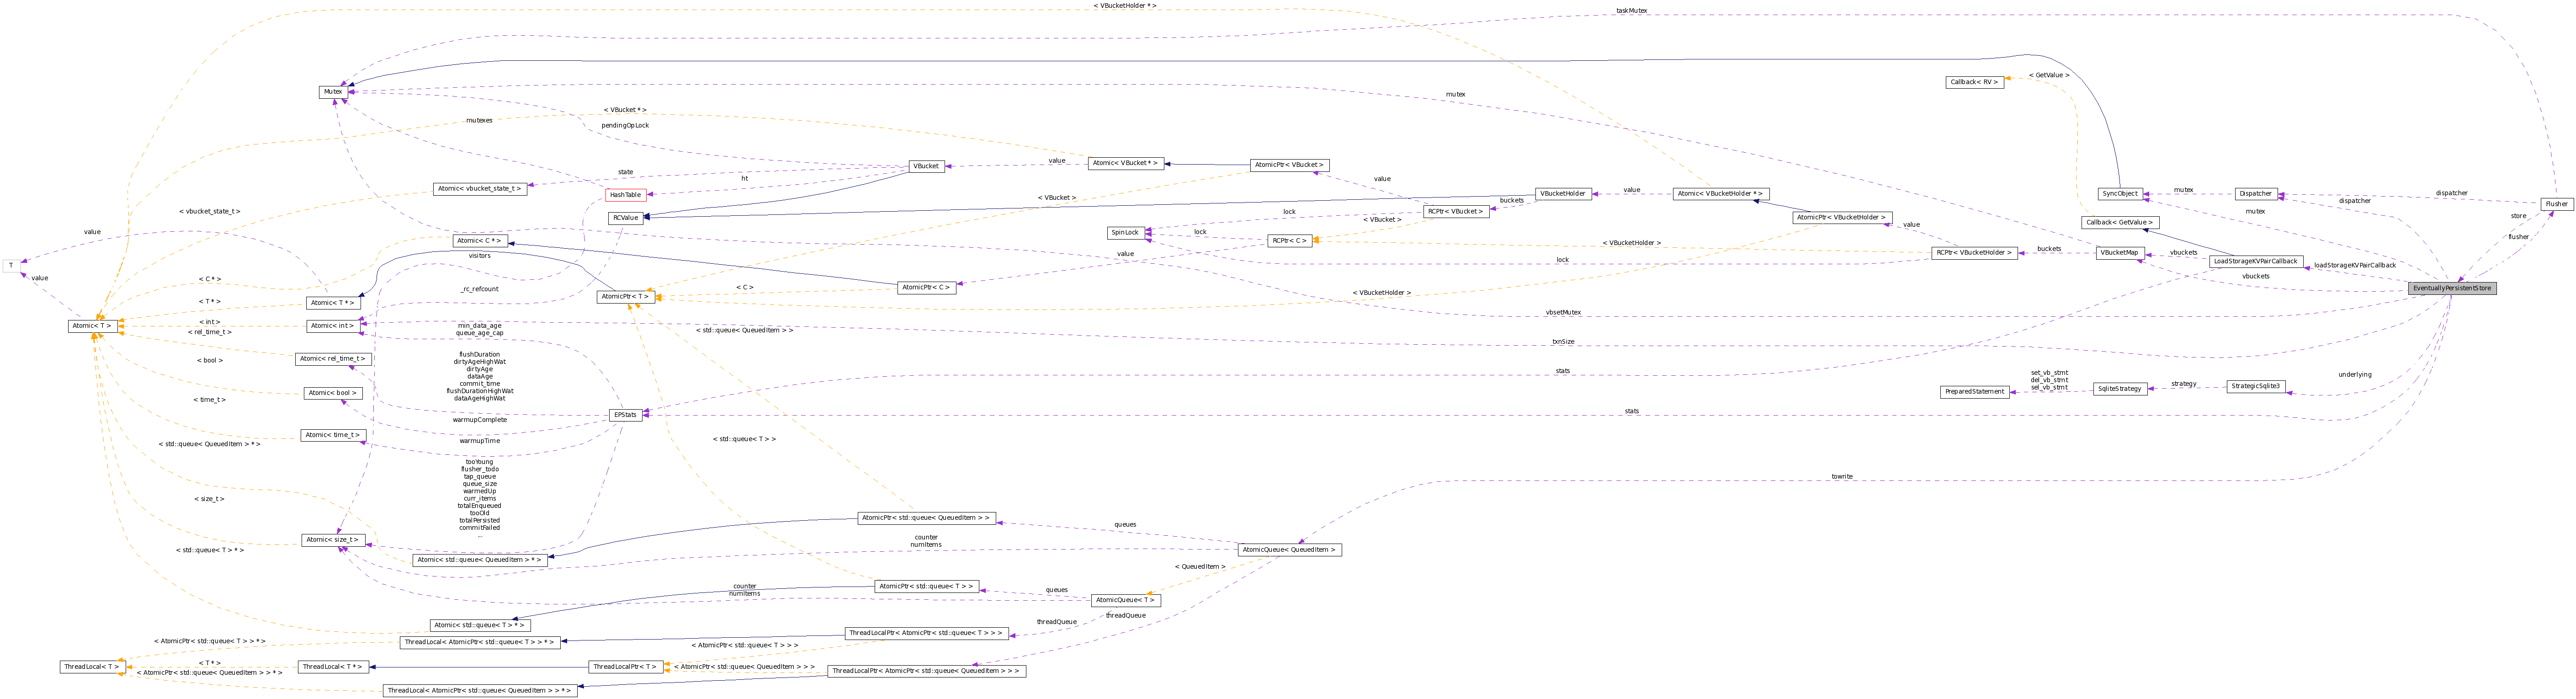 < VBucketHolder * >
taskMutex
< GetValue >
Callback< RV >
Mutex
mutex
< VBucket * >
mutexes
pendingOpLock
VBucket
value
Atomic< VBucket * >
AtomicPtr< VBucket >
state
ht
value
Atomic< vbucket_state_t >
HashTable
< VBucket >
buckets
VBucketHolder
value
Atomic< VBucketHolder * >
SyncObject
mutex
Dispatcher
dispatcher
dispatcher
Flusher
< vbucket_state_t >
RCValue
lock
RCPtr< VBucket >
AtomicPtr< VBucketHolder >
mutex
store
Callback< GetValue >
value
SpinLock
lock
< VBucket >
value
flusher
Atomic< C * >
RCPtr< C >
< VBucketHolder >
visitors
value
lock
RCPtr< VBucketHolder >
buckets
VBucketMap
vbuckets
LoadStorageKVPairCallback
loadStorageKVPairCallback
T
value
< C * >
vbuckets
_rc_refcount
< C >
AtomicPtr< C >
< VBucketHolder >
EventuallyPersistentStore
< T * >
Atomic< T * >
AtomicPtr< T >
vbsetMutex
Atomic< T >
< int >
Atomic< int >
min_data_age
queue_age_cap
< std::queue< QueuedItem > >
txnSize
< rel_time_t >
Atomic< rel_time_t >
flushDuration
dirtyAgeHighWat
dirtyAge
dataAge
commit_time
flushDurationHighWat
dataAgeHighWat
< bool >
Atomic< bool >
stats
underlying
set_vb_stmt
del_vb_stmt
sel_vb_stmt
PreparedStatement
SqliteStrategy
strategy
StrategicSqlite3
< time_t >
warmupComplete
EPStats
stats
Atomic< time_t >
warmupTime
< std::queue< T > >
< std::queue< QueuedItem > * >
tooYoung
flusher_todo
tap_queue
queue_size
warmedUp
curr_items
totalEnqueued
tooOld
totalPersisted
commitFailed
...
towrite
< size_t >
AtomicPtr< std::queue< QueuedItem > >
queues
Atomic< size_t >
counter
numItems
AtomicQueue< QueuedItem >
< std::queue< T > * >
Atomic< std::queue< QueuedItem > * >
< QueuedItem >
AtomicPtr< std::queue< T > >
queues
counter
numItems
AtomicQueue< T >
threadQueue
threadQueue
Atomic< std::queue< T > * >
< AtomicPtr< std::queue< T > > * >
ThreadLocal< AtomicPtr< std::queue< T > > * >
ThreadLocalPtr< AtomicPtr< std::queue< T > > >
< AtomicPtr< std::queue< T > > >
ThreadLocal< T >
< T * >
ThreadLocal< T * >
ThreadLocalPtr< T >
< AtomicPtr< std::queue< QueuedItem > > >
ThreadLocalPtr< AtomicPtr< std::queue< QueuedItem > > >
< AtomicPtr< std::queue< QueuedItem > > * >
ThreadLocal< AtomicPtr< std::queue< QueuedItem > > * >